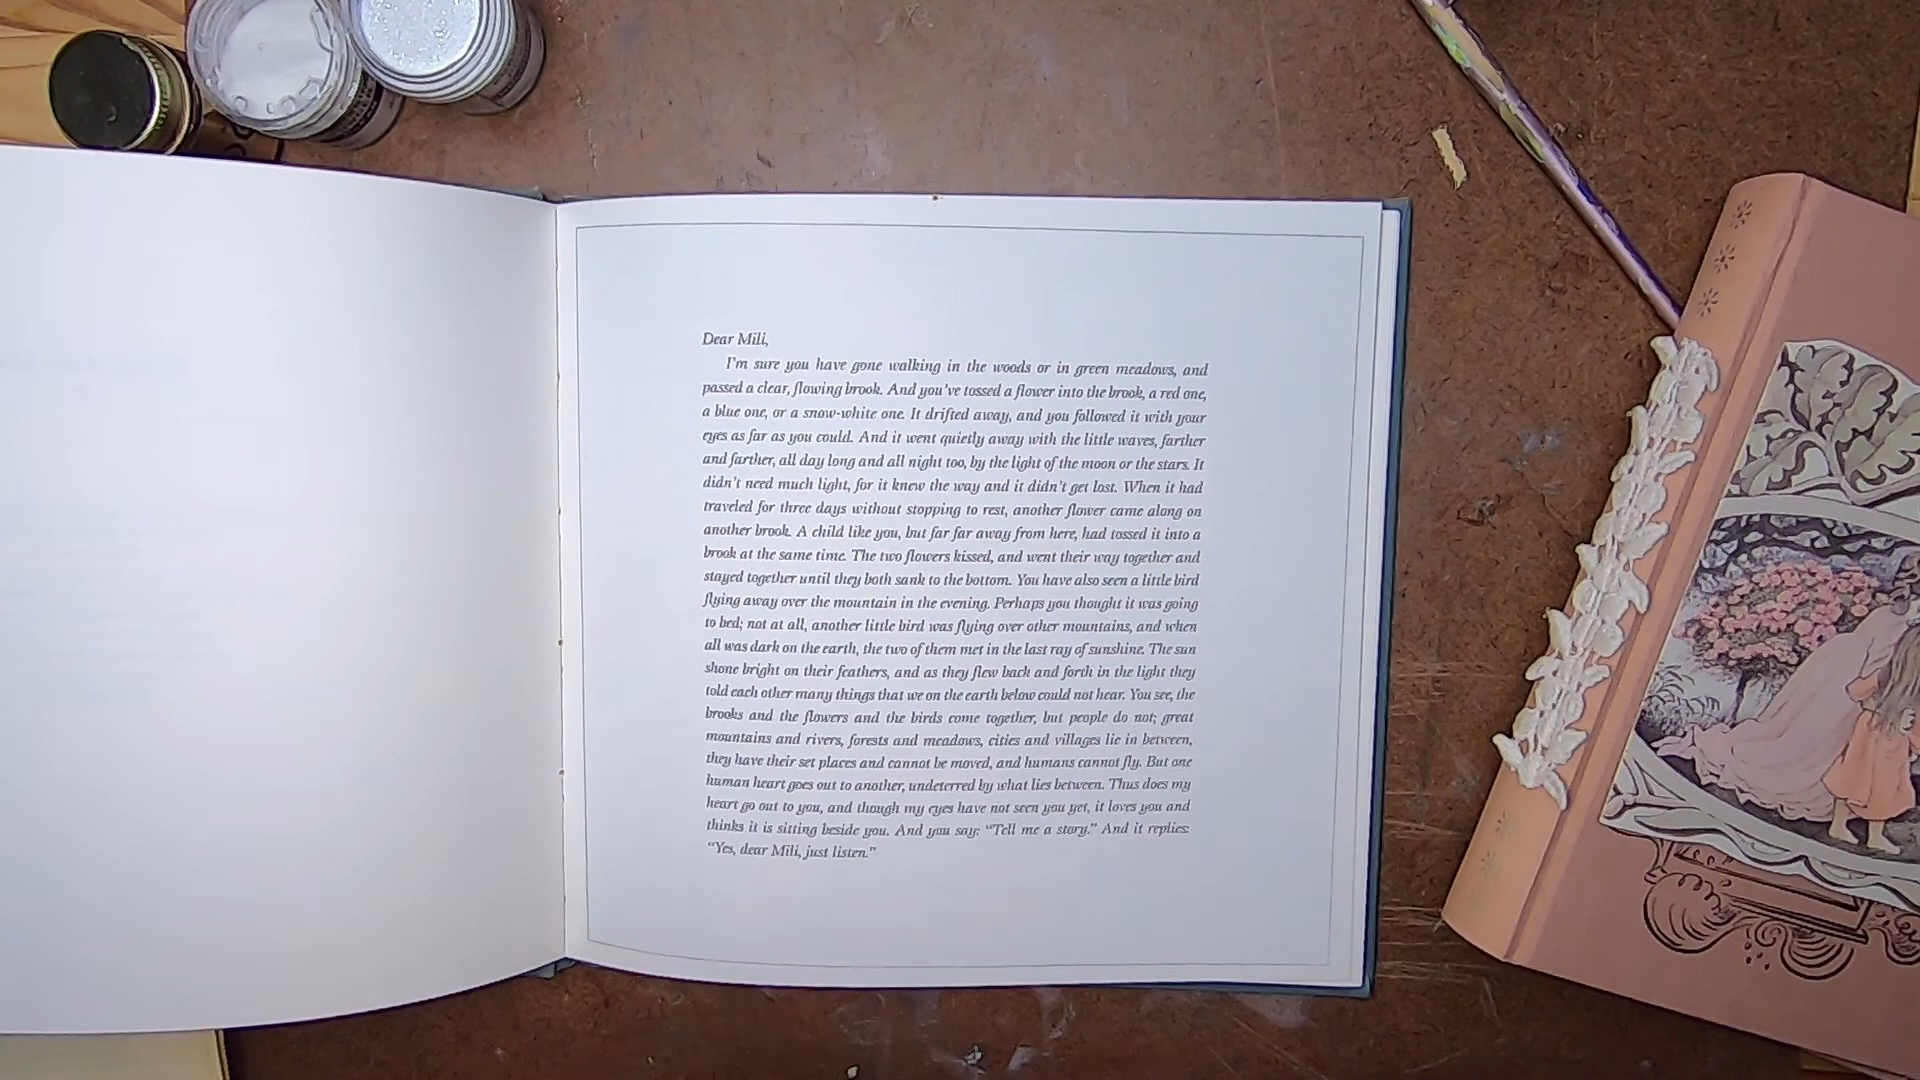 Dear Mili,
I'm sure you have gone walking in the woods or in green meadows, and
passed a clear, flowing brook. And you've tossed a flower into the brook, a red one,
a blue one, or a snow-white one. It drifted away, and you followed it with your
eyes as far as you could. And it went quietly away with the little waves, farther
and farther, all day long and all night too, by the light of the moon or the stars. It
didn't need much light, for it knew the way and it didn't get lost. When it had
traveled for three days without stopping to rest, another flower came along on
another brook. A child like you, but far far away from here, had tossed it into a
brook at the same time. The two flowers kissed, and went their way together and
stayed together until they both sank to the bottom. You have also seen a little bird
flying away over the mountain in the evening. Perhaps you thought it was going
to bed; not at all, another little bird was flying over other mountains, and when
all was dark on the earth, the two of them met in the last ray of sunshine. The sun
shone bright on their feathers, and as they flew back and forth in the light they
told each other many things that we on the earth below could not hear. You see, the
brooks and the flowers and the birds come together, but people do not; great
mountains and rivers, forests and meadows, cities and villages lie in between,
they have their set places and cannot be moved, and humans cannot fly. But one
human heart goes out to another, undeterred by what lies between. Thus does my
heart go out to you, and though my eyes have not seen you yet, it loves you and
thinks it is sitting beside you. And you say: "Tell me a story." And it replies:
"Yes, dear Mili, just listen."